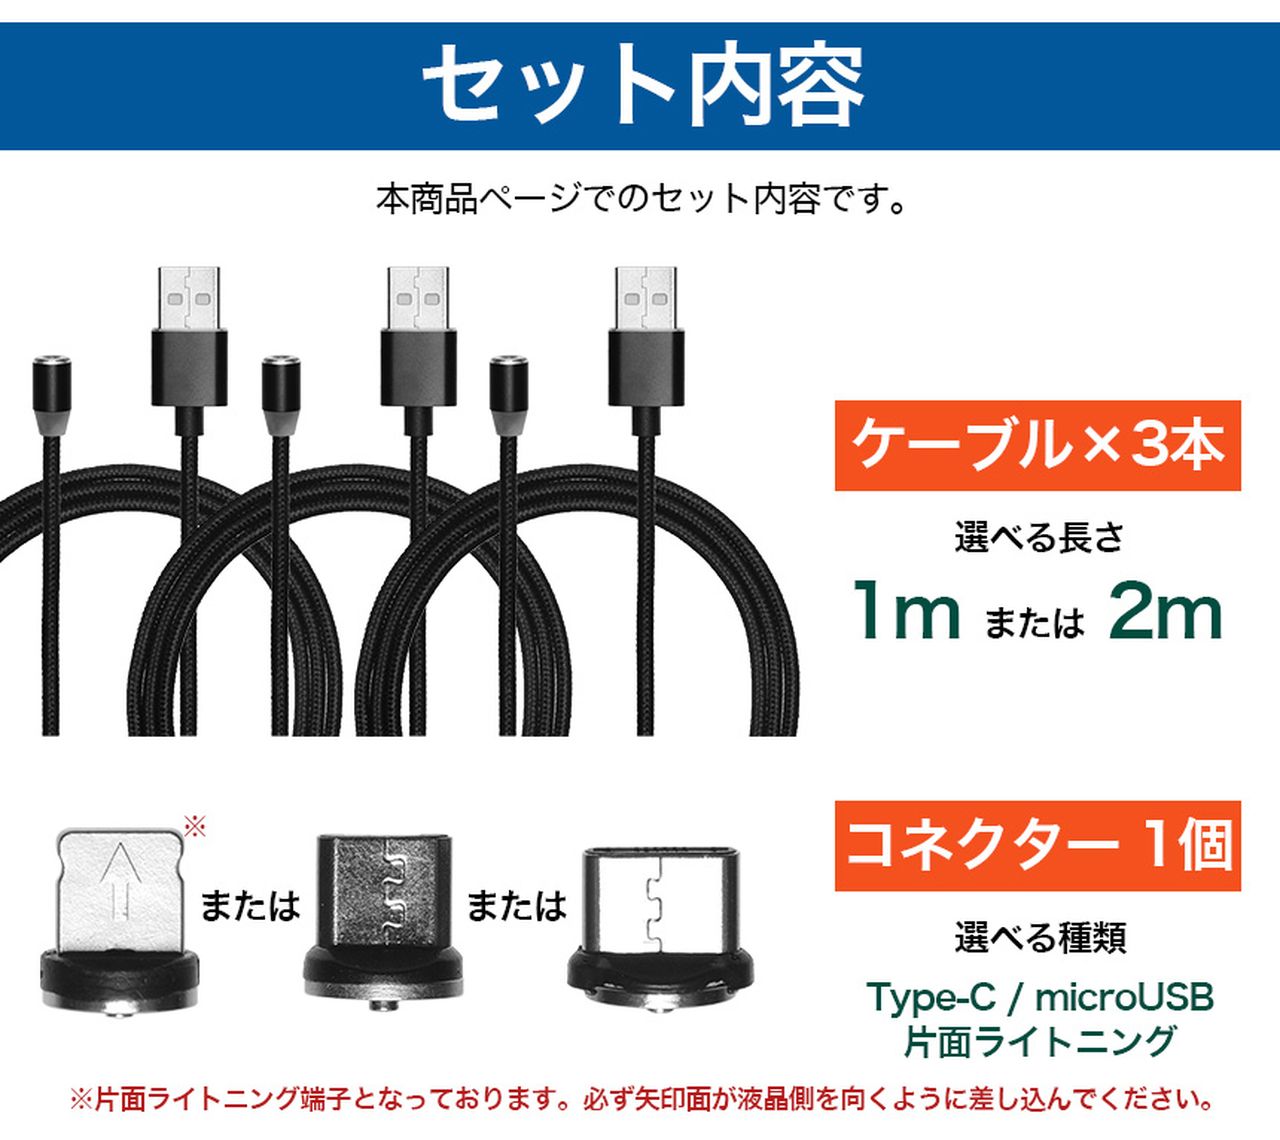 セット内容
本商品ページでのセット内容です。
ケーブル×3本
選べる長さ
1m または 2m
※
または
または
コネクター 1個
選べる種類
Type-C / microUSB
片面ライトニング
※片面ライトニング端子となっております。必ず矢印面が液晶側を向くように差し込んでください。